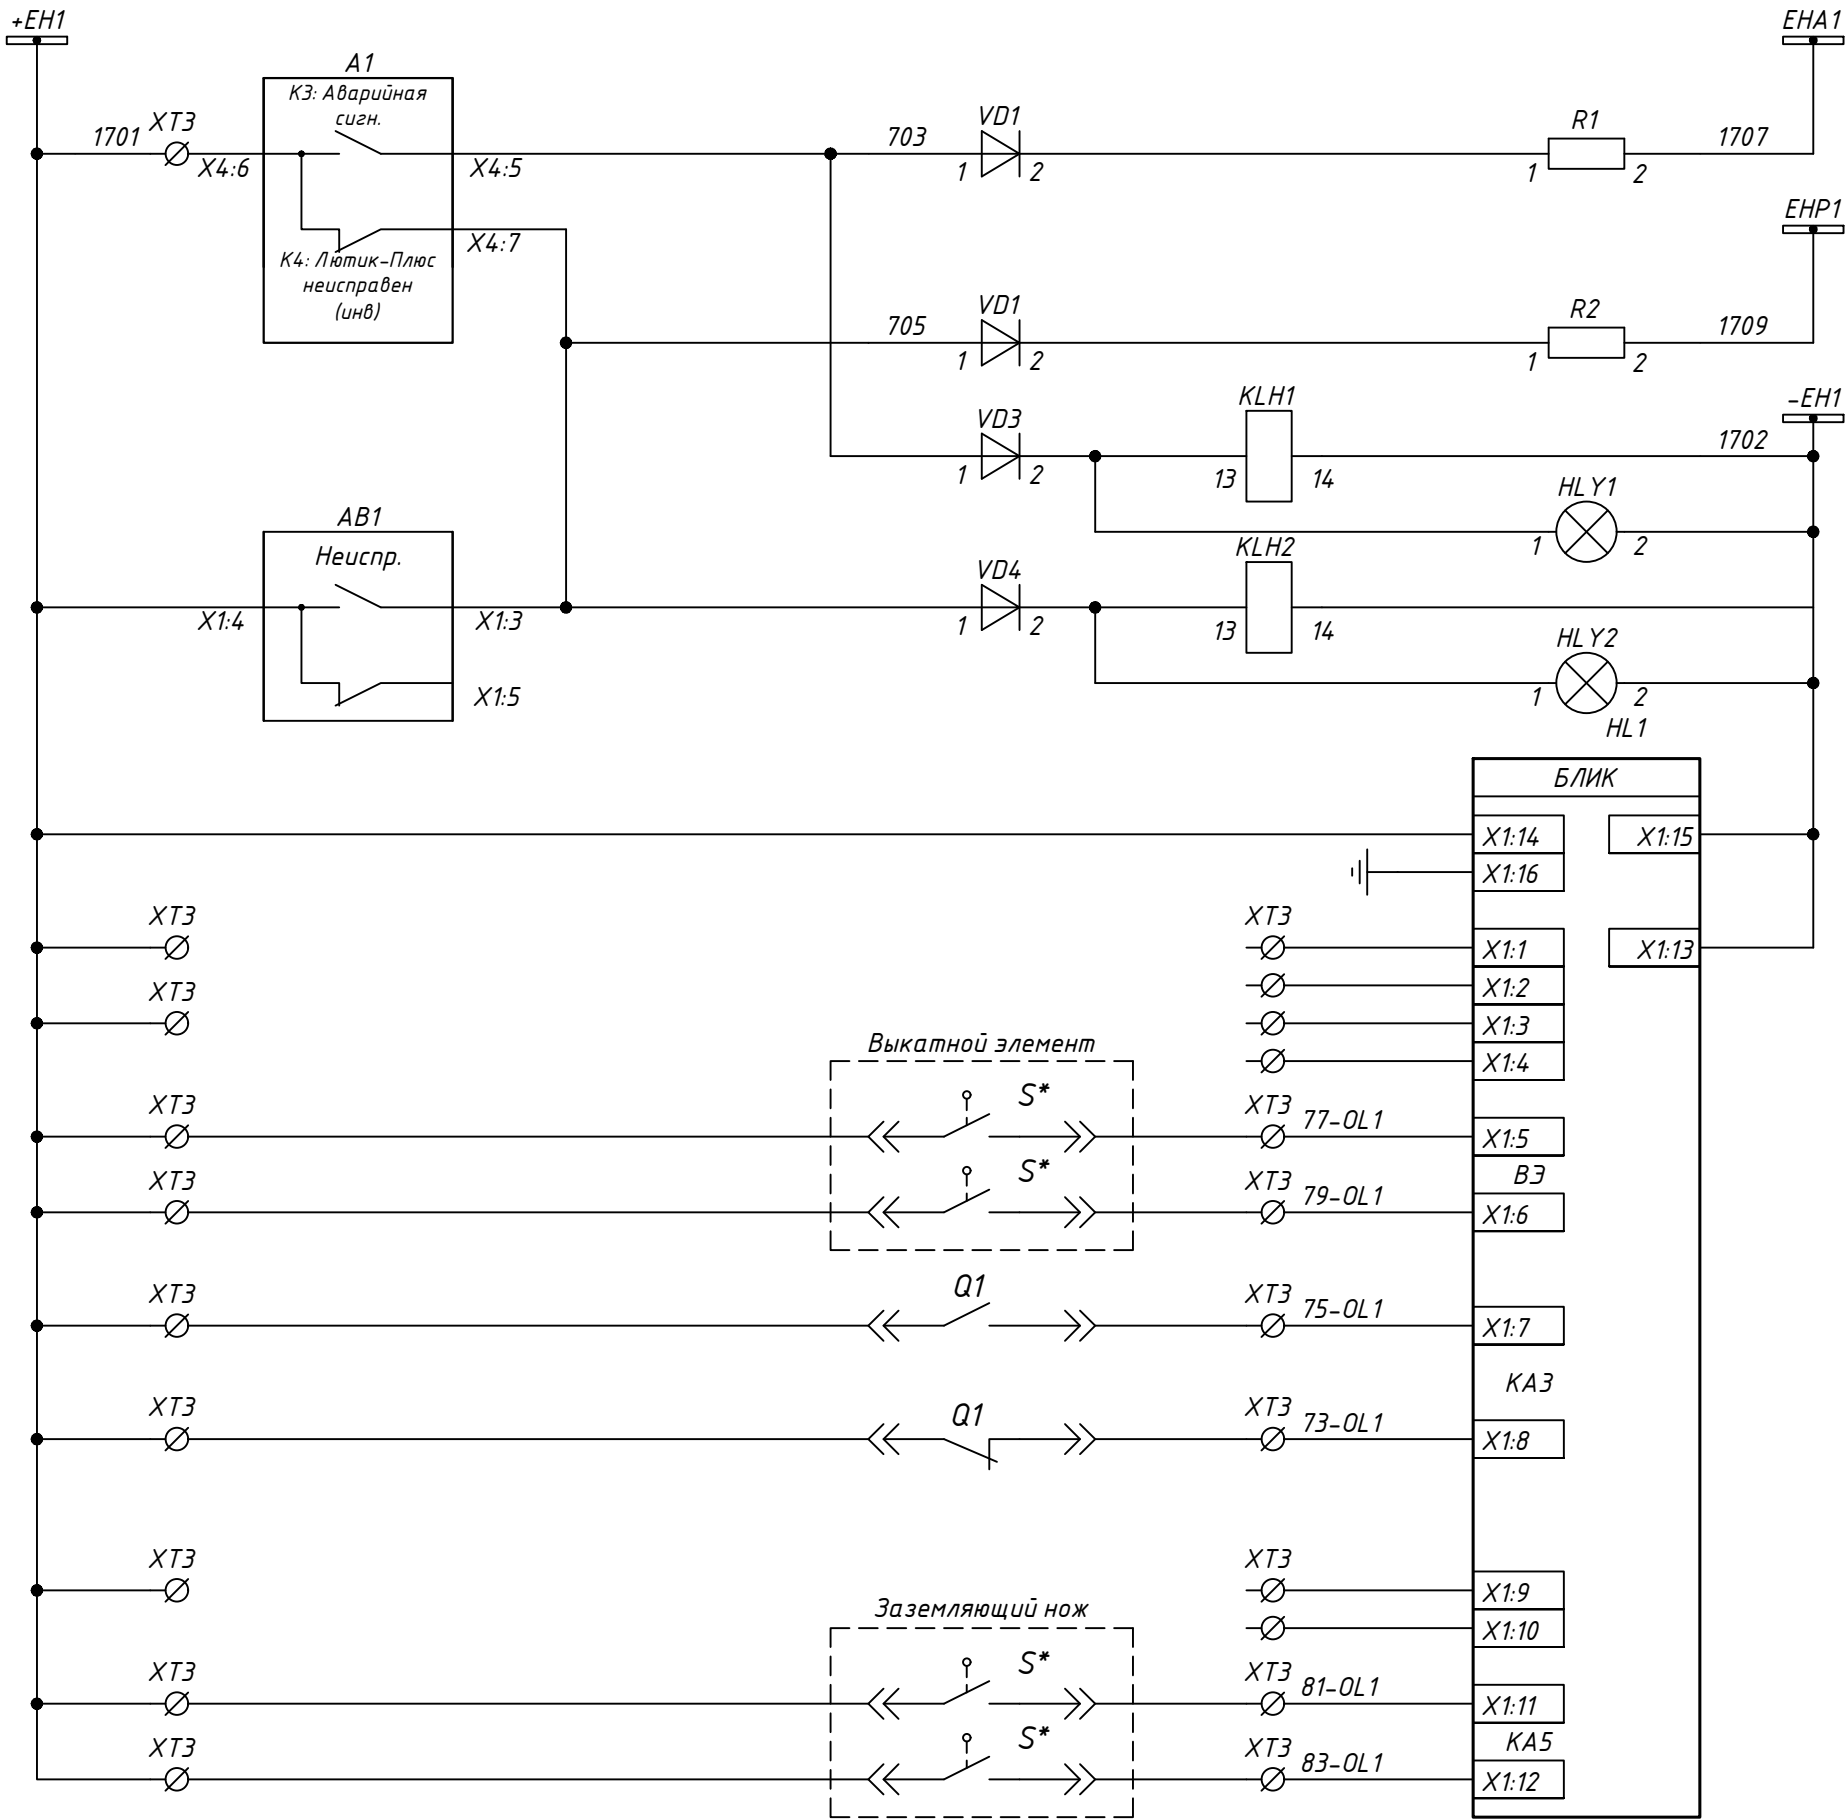 +EH1
EHA1
A1
K3: Аварийная
сигн.
1701
XT3
X4:6
X4:5
703
VD1
1
2
R1
1
2
1707
EHP1
X4:7
K4: Лютик-Плюс
неисправен
(инв)
705
VD1
1
2
R2
1
2
1709
-EH1
VD3
1
2
KLH1
13
14
1702
HLY1
1
2
AB1
Неиспр.
X1:4
X1:3
X1:5
VD4
1
2
KLH2
13
14
HLY2
1
2
HL1
БЛИК
X1:14
X1:15
X1:16
XT3
XT3
X1:1
X1:13
X1:2
XT3
X1:3
X1:4
Выкатной элемент
XT3
S*
XT3
77-OL1
X1:5
ВЭ
XT3
S*
XT3
79-OL1
X1:6
XT3
Q1
XT3
75-OL1
X1:7
КАЗ
XT3
Q1
XT3
73-OL1
X1:8
XT3
XT3
X1:9
X1:10
Заземляющий нож
XT3
S*
XT3
81-OL1
X1:11
КА5
XT3
S*
XT3
83-OL1
X1:12